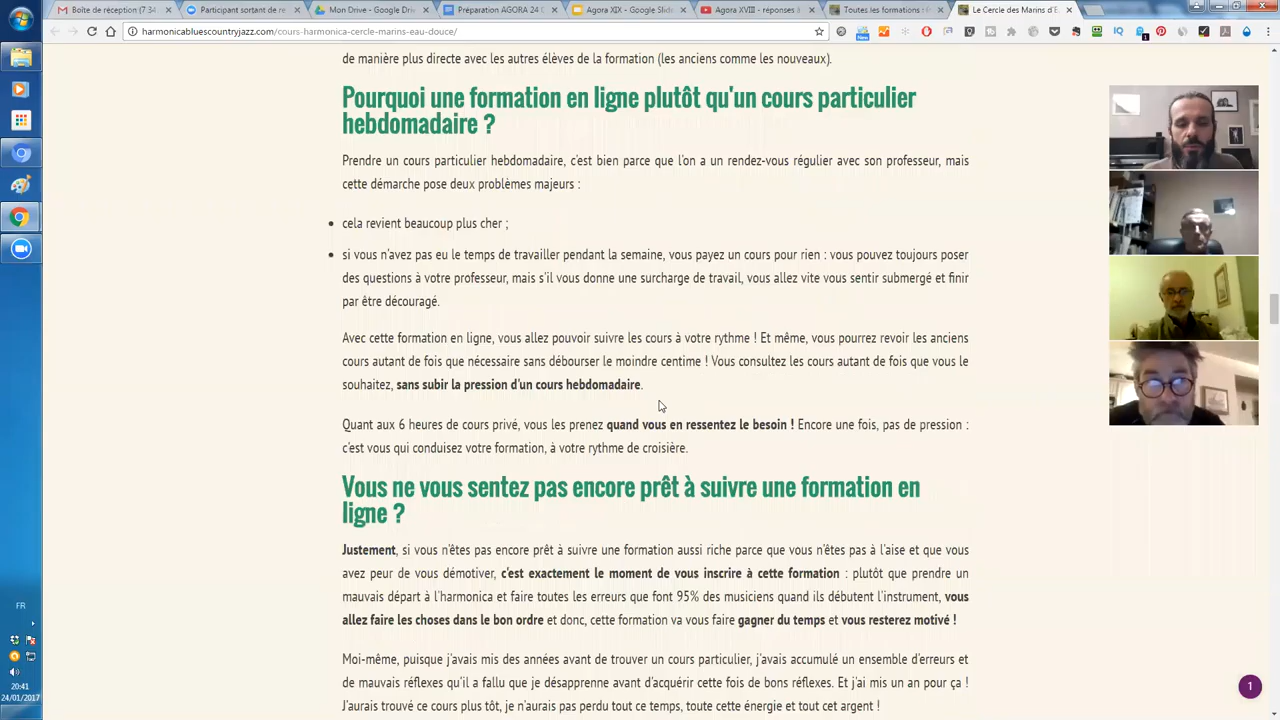 Boîte de réception (7 34
Participant sortant de re
Mon Drive - Google Driv
Préparation AGORA 24
Agora XIX - Google Slid
Agora XVIII - réponses à
Toutes les formations
Le Cercle des Marins d'E
harmonicabluescountryjazz.com/cours-harmonica-cercle-marins-eau-douce/
de manière plus directe avec les autres élèves de la formation (les anciens comme les nouveaux).
Pourquoi une formation en ligne plutôt qu'un cours particulier
hebdomadaire ?
Prendre un cours particulier hebdomadaire, c'est bien parce que l'on a un rendez-vous régulier avec son professeur, mais
cette démarche pose deux problèmes majeurs :
• cela revient beaucoup plus cher ;
• si vous n'avez pas eu le temps de travailler pendant la semaine, vous payez un cours pour rien : vous pouvez toujours poser
des questions à votre professeur, mais s'il vous donne une surcharge de travail, vous allez vite vous sentir submergé et finir
par être découragé.
Avec cette formation en ligne, vous allez pouvoir suivre les cours à votre rythme ! Et même, vous pourrez revoir les anciens
cours autant de fois que nécessaire sans débourser le moindre centime ! Vous consultez les cours autant de fois que vous le
souhaitez, sans subir la pression d'un cours hebdomadaire.
Quant aux 6 heures de cours privé, vous les prenez quand vous en ressentez le besoin ! Encore une fois, pas de pression :
c'est vous qui conduisez votre formation, à votre rythme de croisière.
Vous ne vous sentez pas encore prêt à suivre une formation en
ligne ?
Justement, si vous n'êtes pas encore prêt à suivre une formation aussi riche parce que vous n'êtes pas à l'aise et que vous
avez peur de vous démotiver, c'est exactement le moment de vous inscrire à cette formation : plutôt que prendre un
mauvais départ à l'harmonica et faire toutes les erreurs que font 95% des musiciens quand ils débutent l'instrument, vous
allez faire les choses dans le bon ordre et donc, cette formation va vous faire gagner du temps et vous resterez motivé !
Moi-même, puisque j'avais mis des années avant de trouver un cours particulier, j'avais accumulé un ensemble d'erreurs et
de mauvais réflexes qu'il a fallu que je désapprenne avant d'acquérir cette fois de bons réflexes. Et j'ai mis un an pour ça !
J'aurais trouvé ce cours plus tôt, je n'aurais pas perdu tout ce temps, toute cette énergie et tout cet argent !
1
FR
20:41
24/01/2017